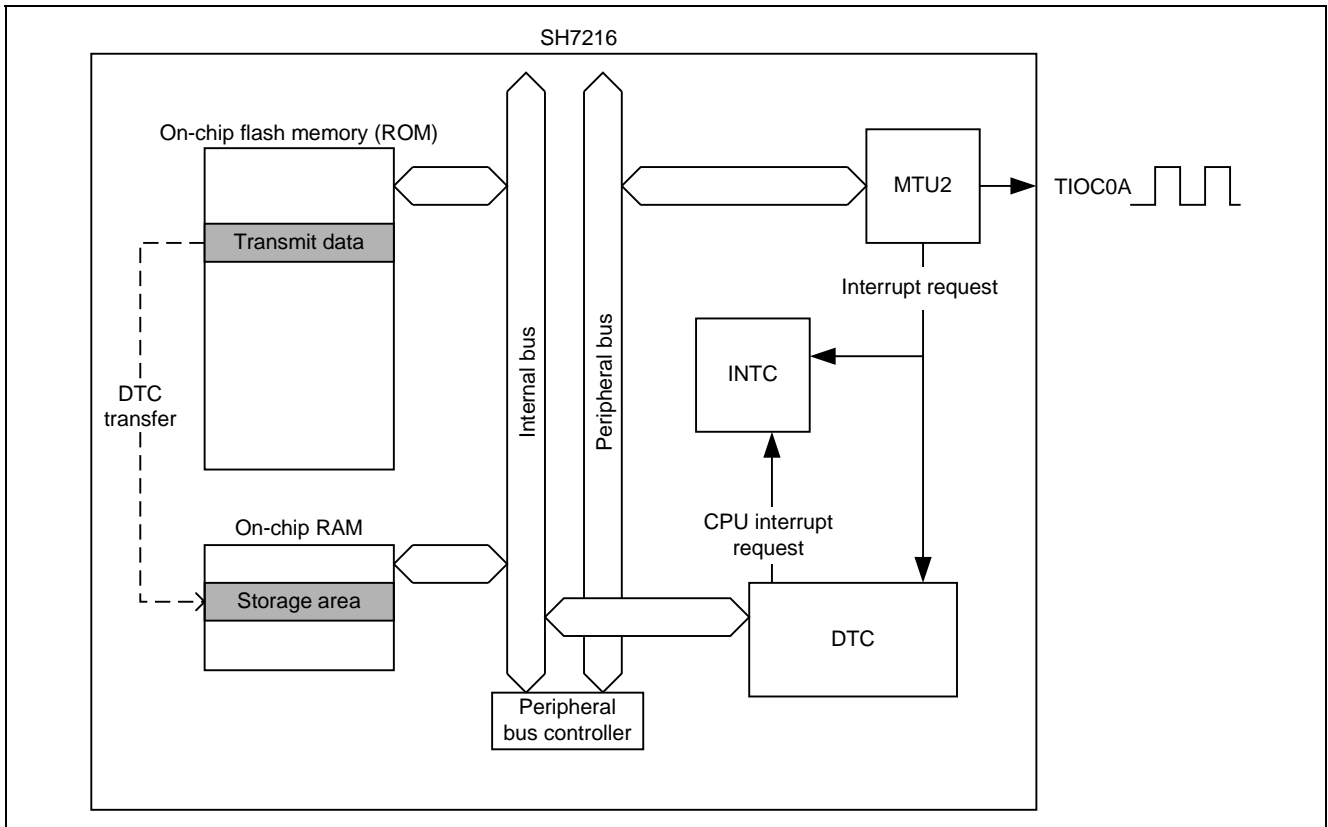 SH7216
On-chip flash memory (ROM)
Transmit data
DTC
transfer
On-chip RAM
Storage area
Internal bus
Peripheral bus
Peripheral
bus controller
MTU2
TIOC0A
Interrupt request
INTC
CPU interrupt
request
DTC